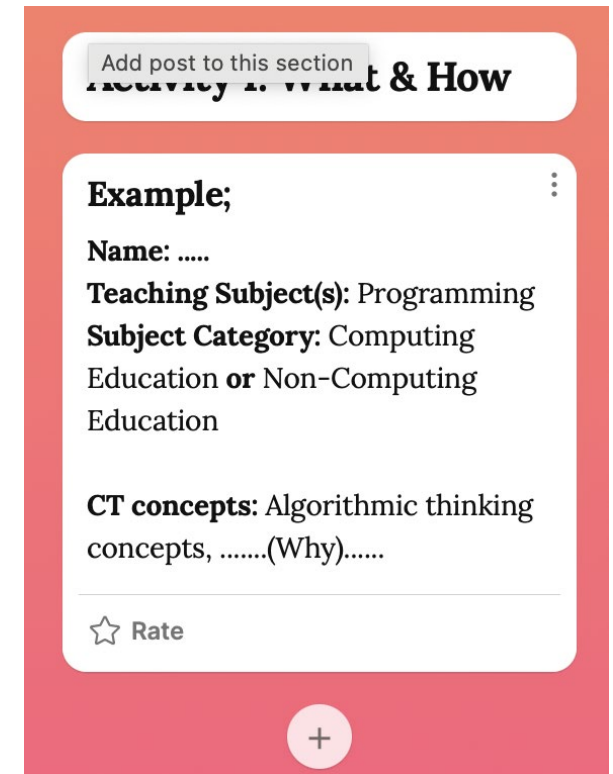 Add post to this section
& How
Example;
Name: .....
Teaching Subject(s): Programming
Subject Category: Computing
Education or Non-Computing
Education
CT concepts: Algorithmic thinking
concepts, .......(Why)......
Rate